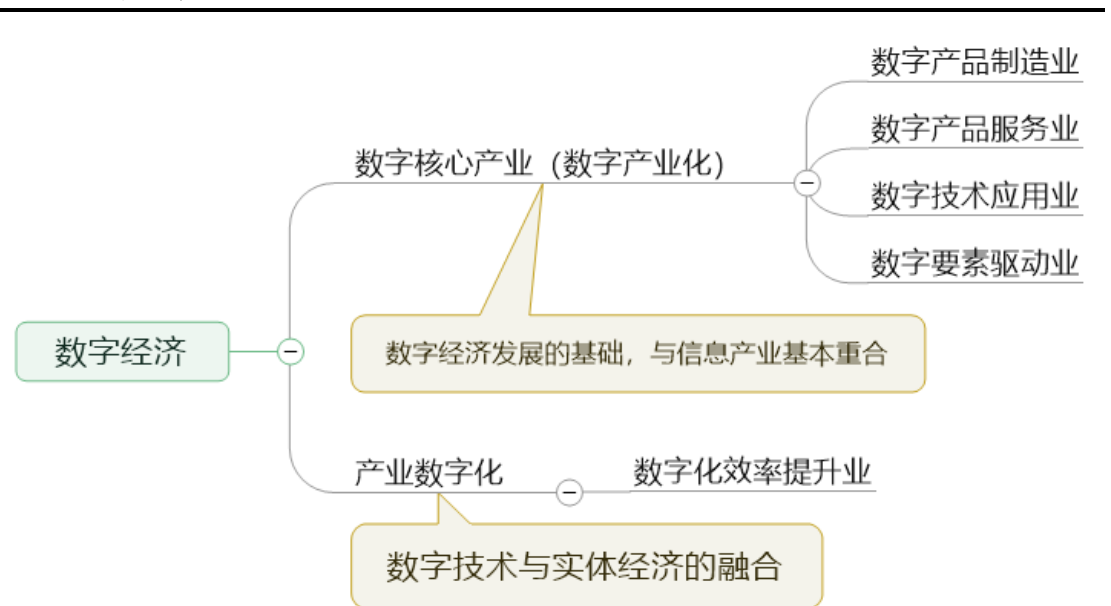 数字产品制造业
数字产品服务业
数字核心产业（数字产业化）
数字技术应用业
数字要素驱动业
数字经济
数字经济发展的基础，与信息产业基本重合
产业数字化
数字化效率提升业
数字技术与实体经济的融合